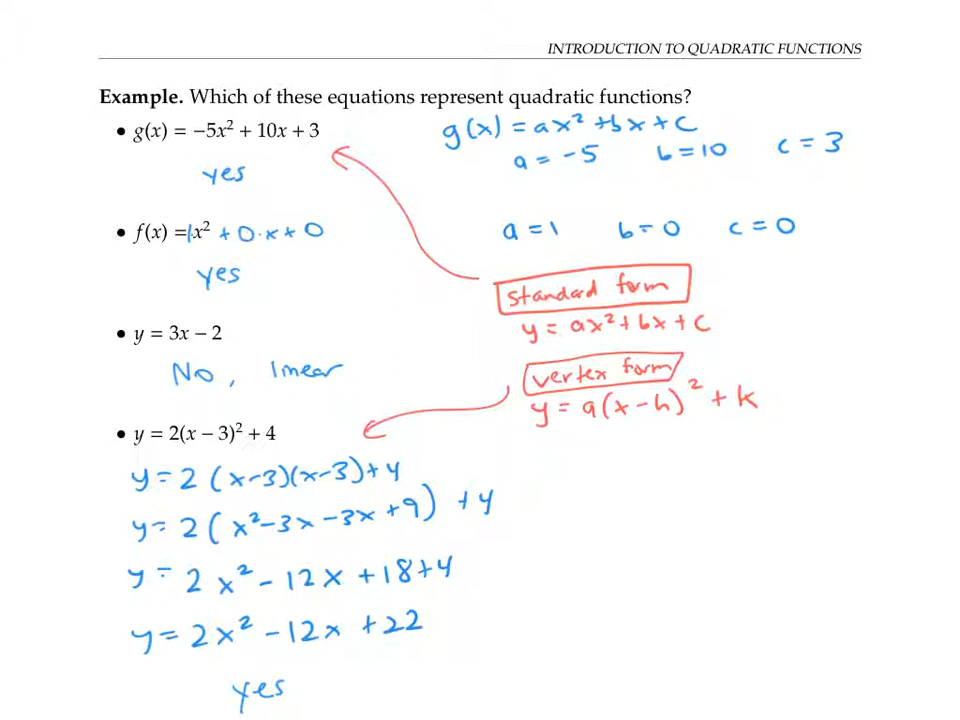 INTRODUCTION TO QUADRATIC FUNCTIONS
Example. Which of these equations represent quadratic functions?
• g(x) = −5x² + 10x + 3
g(x) = ax² + bx + c
a = −5 b = 10 c = 3
yes
• f(x) = 1x² + 0·x + 0
a = 1 b = 0 c = 0
yes
standard form
y = ax² + bx + c
• y = 3x − 2
No, linear
vertex form
y = a(x−h)² + k
• y = 2(x − 3)² + 4
y = 2(x−3)(x−3)+4
y = 2(x²−3x−3x+9) + 4
y = 2x² − 12x + 18+4
y = 2x² − 12x + 22
yes